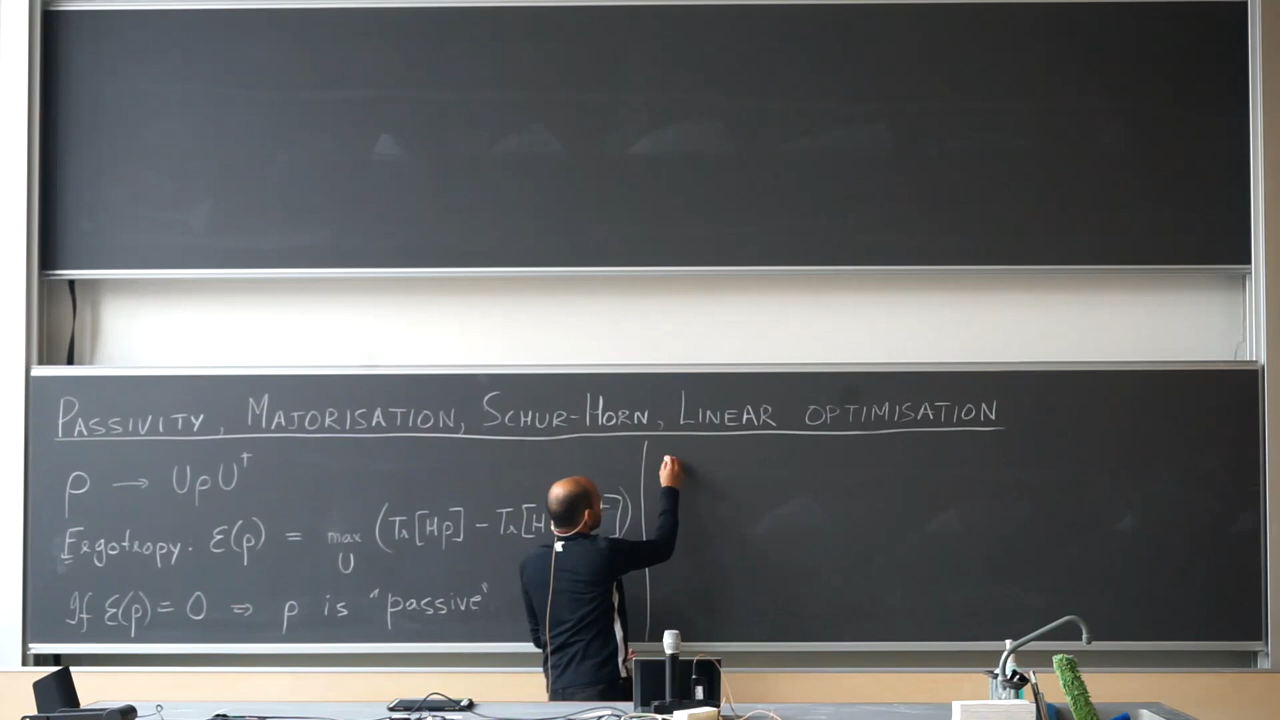 PASSIVITY, MAJORISATION, SCHUR-HORN, LINEAR OPTIMISATION
ρ → UρU†
Ergotropy. ℰ(ρ) = max U (Tr[Hρ] - Tr[H ])
If ℰ(ρ) = 0 ⇒ ρ is "passive"